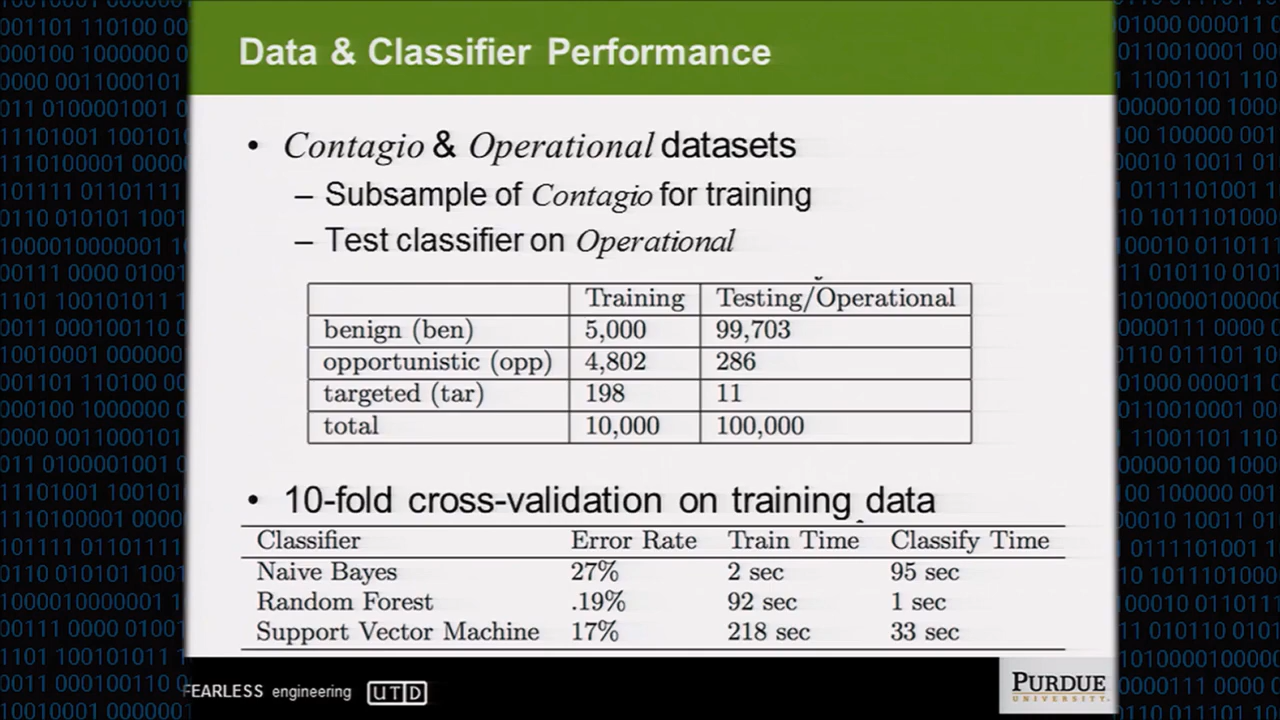 Data & Classifier Performance
• Contagio & Operational datasets
– Subsample of Contagio for training
– Test classifier on Operational
Training Testing/Operational
benign (ben) 5,000 99,703
opportunistic (opp) 4,802 286
targeted (tar) 198 11
total 10,000 100,000
• 10-fold cross-validation on training data
Classifier Error Rate Train Time Classify Time
Naive Bayes 27% 2 sec 95 sec
Random Forest .19% 92 sec 1 sec
Support Vector Machine 17% 218 sec 33 sec
FEARLESS engineering UTD
PURDUE
UNIVERSITY